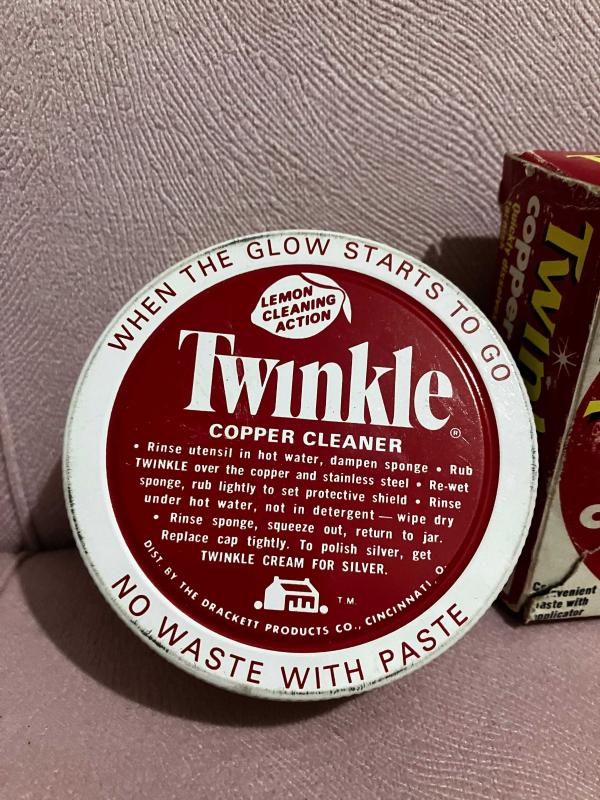 WHEN THE GLOW STARTS TO GO
LEMON
CLEANING
ACTION
Twinkle®
COPPER CLEANER
• Rinse utensil in hot water, dampen sponge • Rub
TWINKLE over the copper and stainless steel • Re-wet
sponge, rub lightly to set protective shield • Rinse
under hot water, not in detergent — wipe dry
• Rinse sponge, squeeze out, return to jar.
Replace cap tightly. To polish silver, get
TWINKLE CREAM FOR SILVER.
T.M.
DIST. BY THE DRACKETT PRODUCTS CO., CINCINNATI, O.
NO WASTE WITH PASTE
Twinkl
copper
Quickly
paste with
applicator